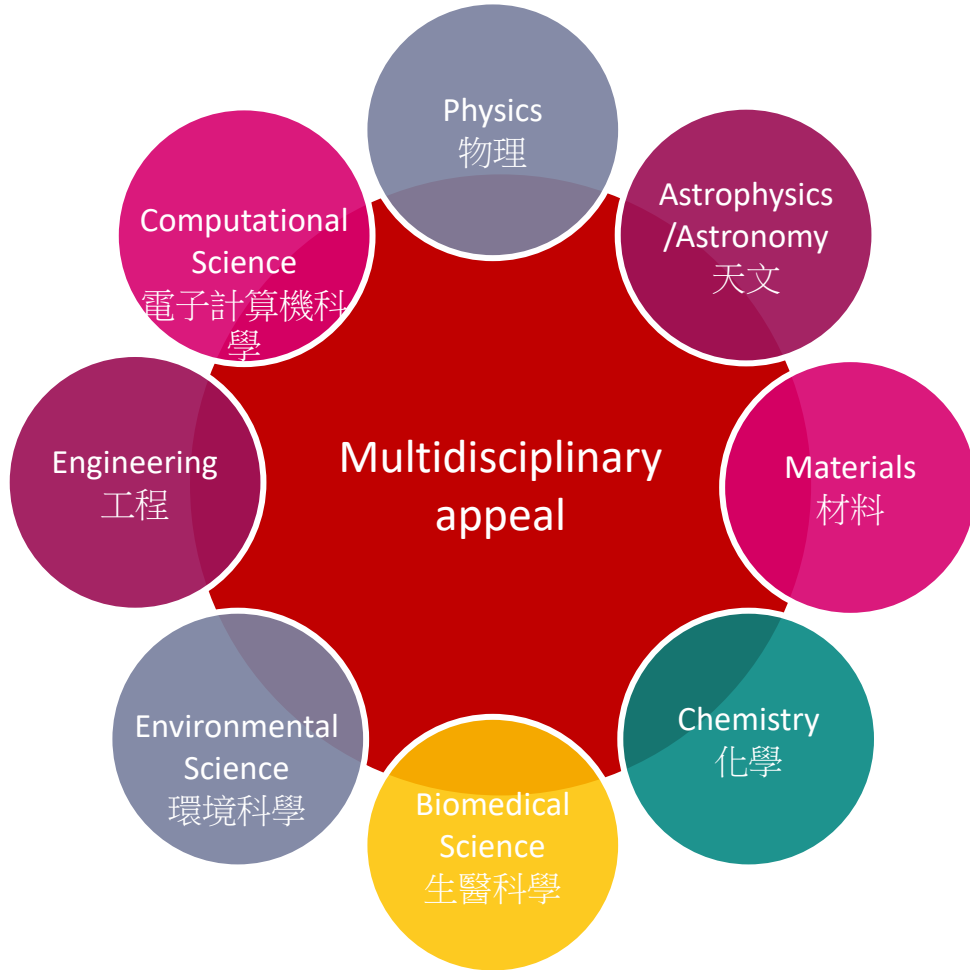 Physics
物理
Astrophysics
/Astronomy
天文
Materials
材料
Chemistry
化學
Biomedical
Science
生醫科學
Environmental
Science
環境科學
Engineering
工程
Computational
Science
電子計算機科
學
Multidisciplinary
appeal